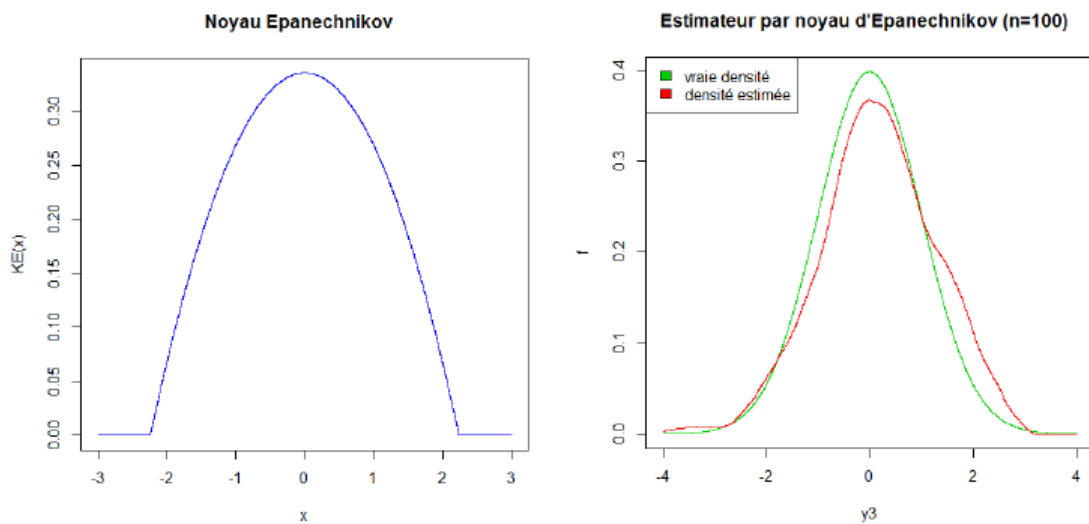 Noyau Epanechnikov
KE(x)
0.30
0.25
0.20
0.15
0.10
0.05
0.00
-3 -2 -1 0 1 2 3
x
Estimateur par noyau d'Epanechnikov (n=100)
vraie densité
densité estimée
f
0.4
0.3
0.2
0.1
0.0
-4 -2 0 2 4
y3